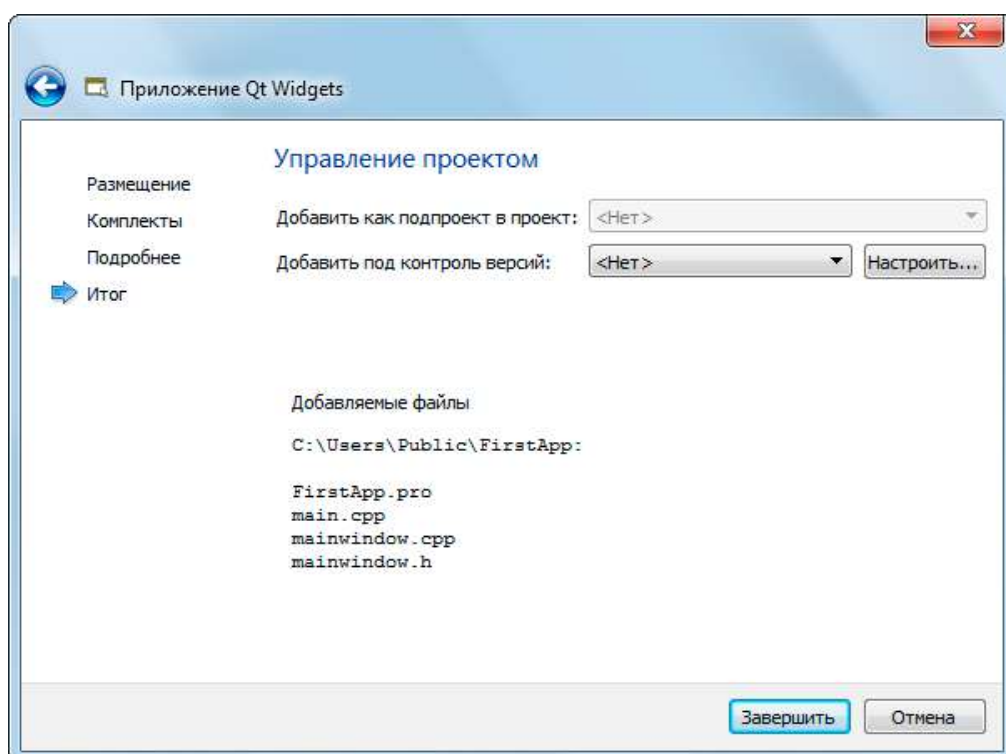 Приложение Qt Widgets
Размещение
Комплекты
Подробнее
Итог
Управление проектом
Добавить как подпроект в проект: <Нет>
Добавить под контроль версий: <Нет> Настроить...
Добавляемые файлы
C:\Users\Public\FirstApp:
FirstApp.pro
main.cpp
mainwindow.cpp
mainwindow.h
Завершить Отмена